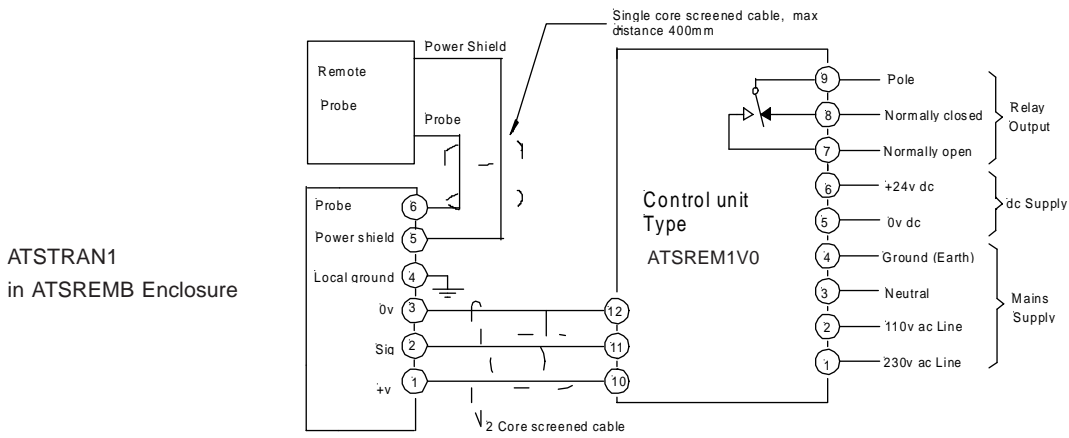 Single core screened cable, max
distance 400mm
Power Shield
Remote
Probe
Probe
9
Pole
8
Normally closed
7
Normally open
Relay
Output
6
+24v dc
5
0v dc
dc Supply
4
Ground (Earth)
3
Neutral
2
110v ac Line
1
230v ac Line
Mains
Supply
Control unit
Type
ATSREM1V0
Probe
6
Power shield
5
Local ground
4
0v
3
Sig
2
+v
1
12
11
10
2 Core screened cable
ATSTRAN1
in ATSREMB Enclosure